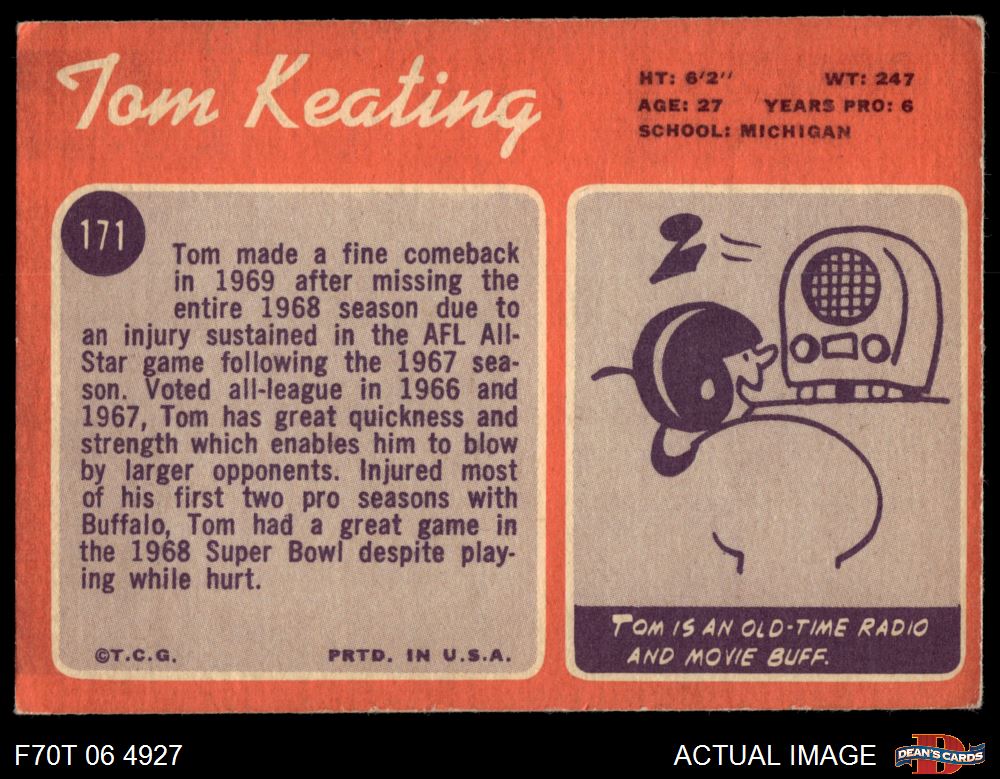 Tom Keating
HT: 6'2'' WT: 247
AGE: 27 YEARS PRO: 6
SCHOOL: MICHIGAN
171
Tom made a fine comeback
in 1969 after missing the
entire 1968 season due to
an injury sustained in the AFL All-
Star game following the 1967 sea-
son. Voted all-league in 1966 and
1967, Tom has great quickness and
strength which enables him to blow
by larger opponents. Injured most
of his first two pro seasons with
Buffalo, Tom had a great game in
the 1968 Super Bowl despite play-
ing while hurt.
©T.C.G. PRTD. IN U.S.A.
TOM IS AN OLD-TIME RADIO
AND MOVIE BUFF.
F70T 06 4927
ACTUAL IMAGE
DEAN'S CARDS